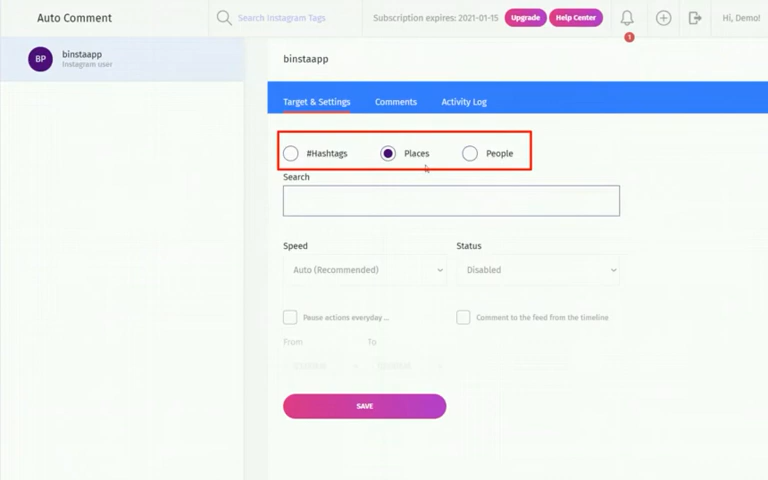 Auto Comment
Search Instagram Tags
Subscription expires: 2021-01-15
Upgrade
Help Center
1
Hi, Demo!
BP
binstaapp
Instagram user
binstaapp
Target & Settings
Comments
Activity Log
#Hashtags
Places
People
Search
Speed
Status
Auto (Recommended)
Disabled
Pause actions everyday ...
Comment to the feed from the timeline
From
To
SAVE